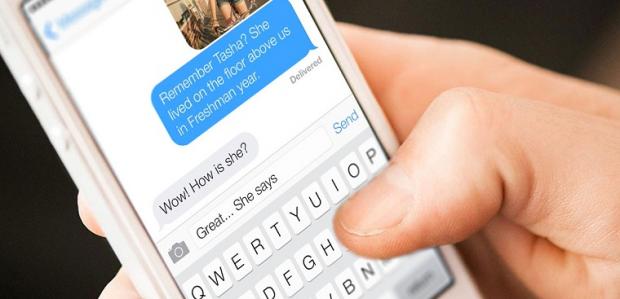 Remember Tasha? She
lived on the floor above us
in Freshman year.
Delivered
Wow! How is she?
Great... She says
Send
Q W E R T Y U I O P
D F G H
V B N